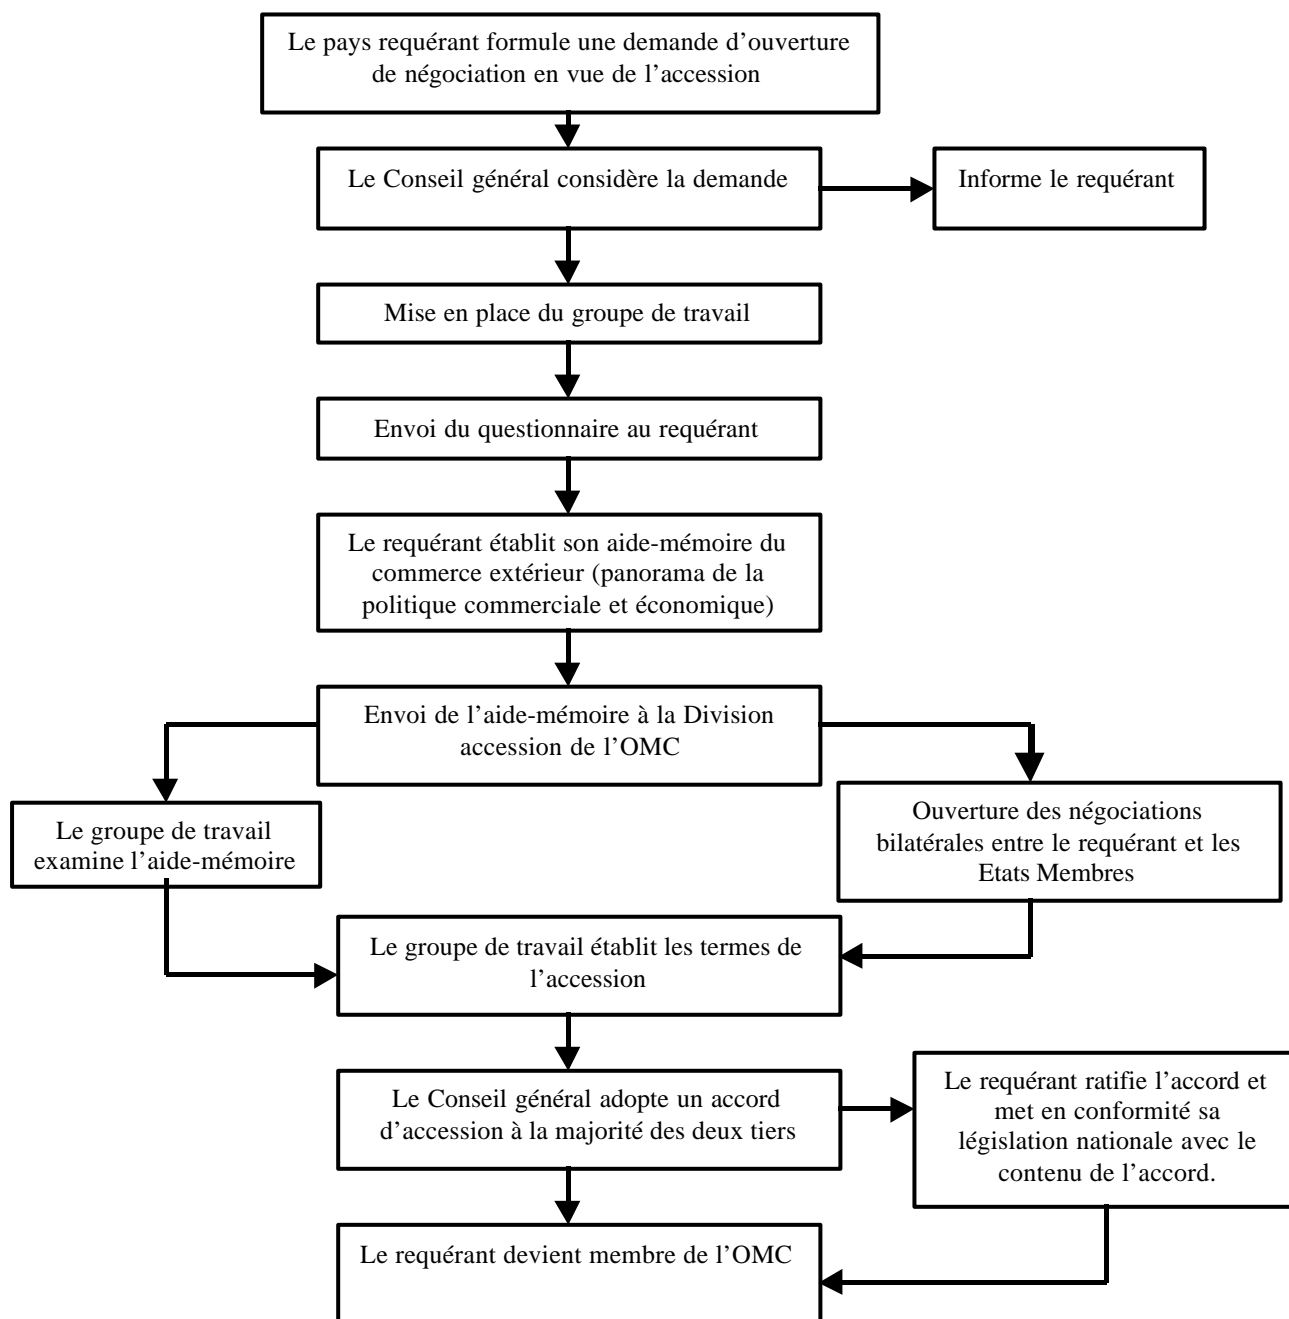 Le pays requérant formule une demande d’ouverture
de négociation en vue de l’accession
Le Conseil général considère la demande
Informe le requérant
Mise en place du groupe de travail
Envoi du questionnaire au requérant
Le requérant établit son aide-mémoire du
commerce extérieur (panorama de la
politique commerciale et économique)
Envoi de l’aide-mémoire à la Division
accession de l’OMC
Le groupe de travail
examine l’aide-mémoire
Ouverture des négociations
bilatérales entre le requérant et les
Etats Membres
Le groupe de travail établit les termes de
l’accession
Le Conseil général adopte un accord
d’accession à la majorité des deux tiers
Le requérant ratifie l’accord et
met en conformité sa
législation nationale avec le
contenu de l’accord.
Le requérant devient membre de l’OMC